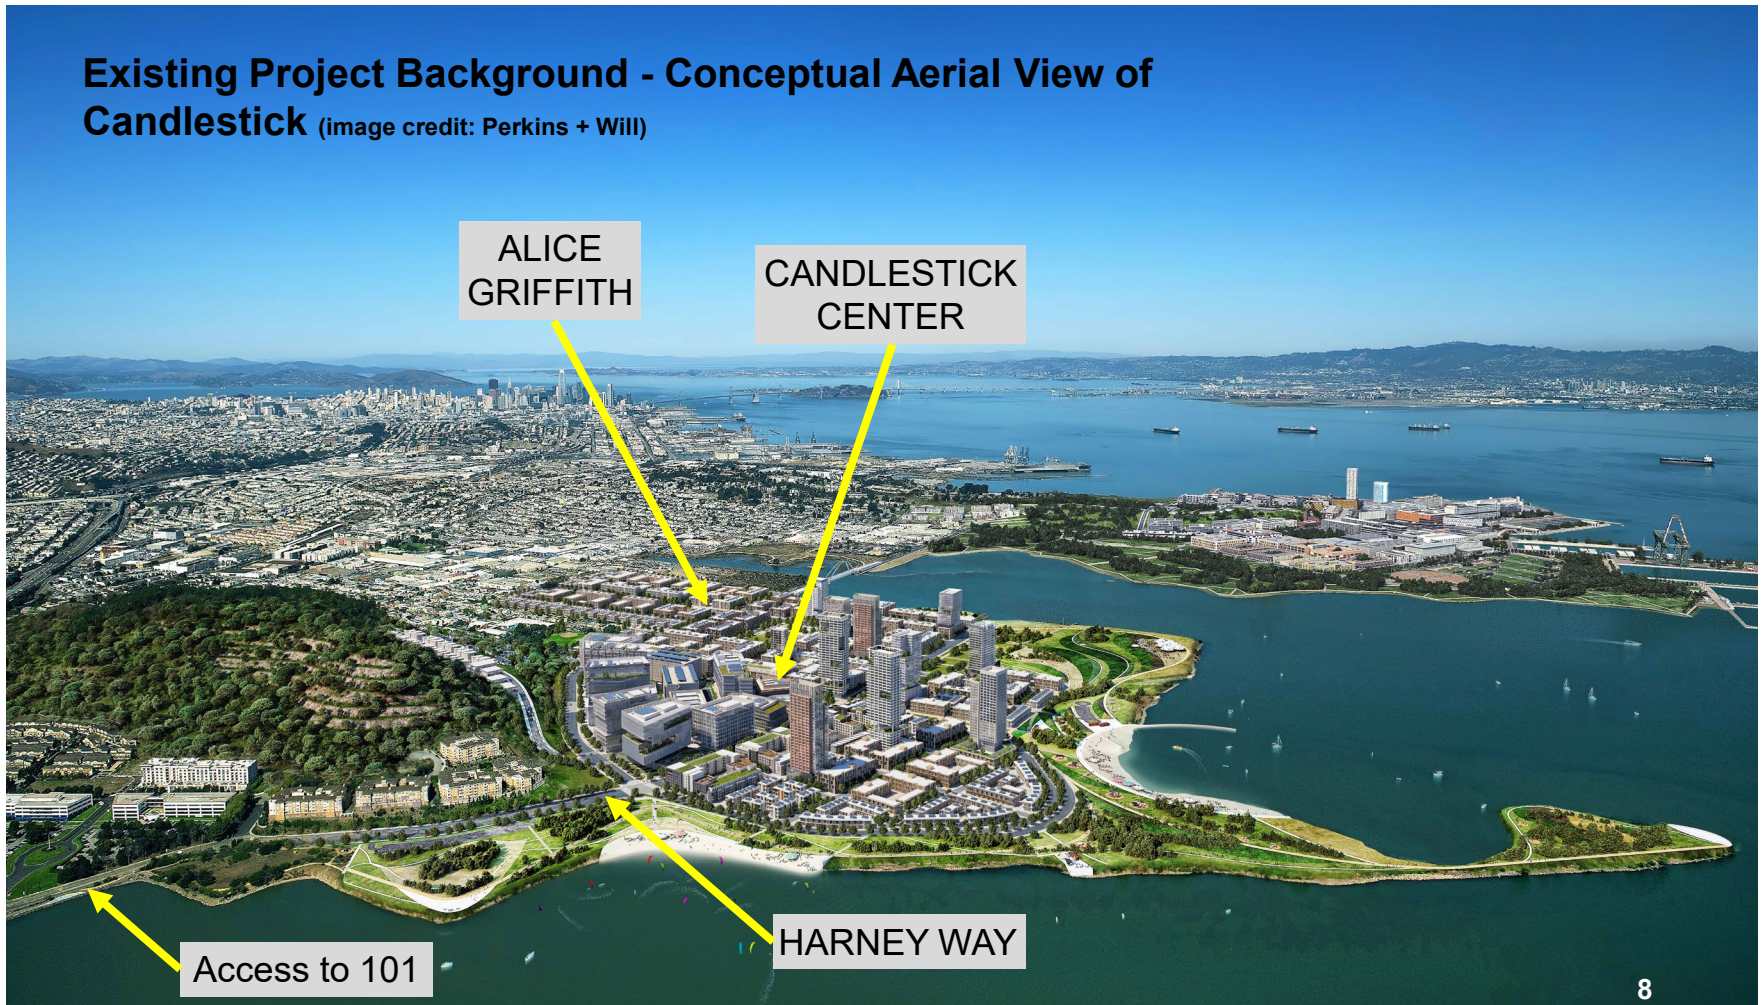 Existing Project Background - Conceptual Aerial View of
Candlestick (image credit: Perkins + Will)
ALICE
GRIFFITH
CANDLESTICK
CENTER
HARNEY WAY
Access to 101
8